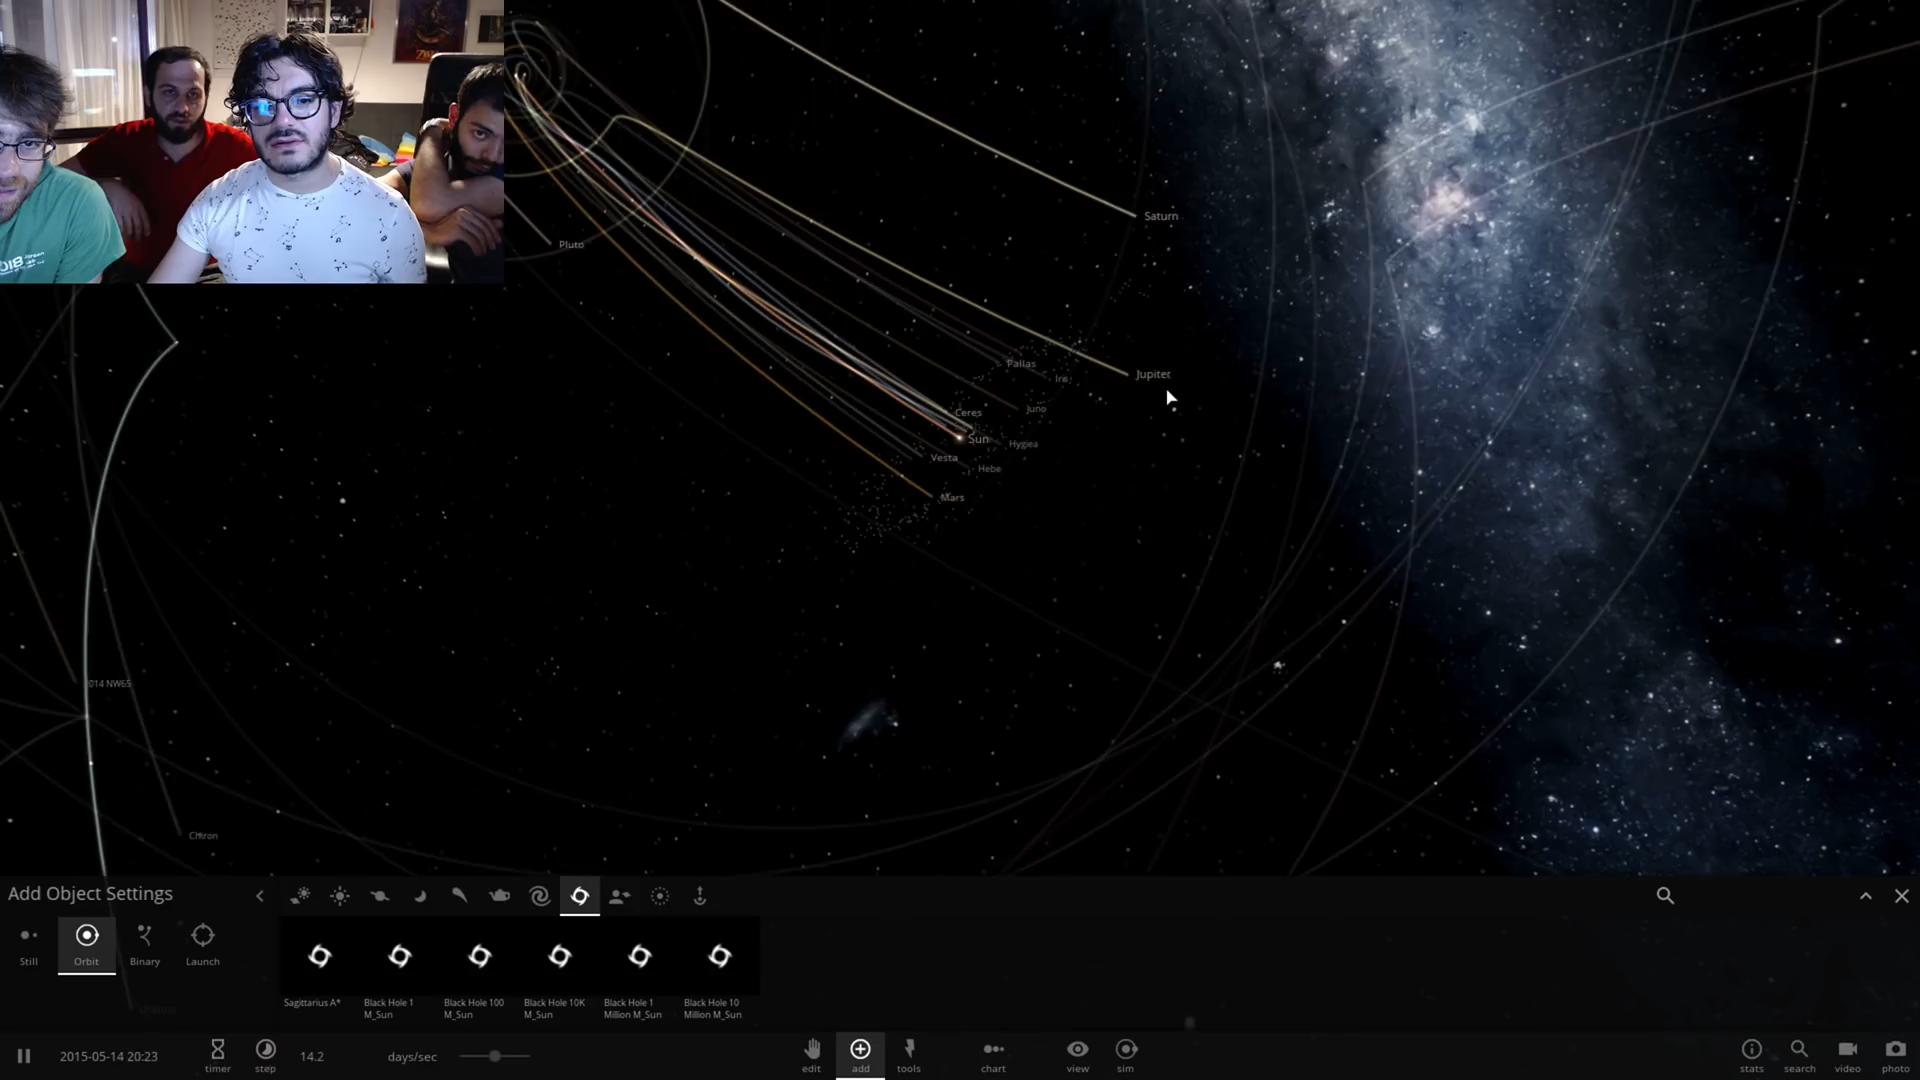 Saturn
Pluto
Pallas
Iris
Jupiter
Ceres
Juno
Sun
Hygiea
Vesta
Hebe
Mars
014 NW65
Chiron
Add Object Settings
Still
Orbit
Binary
Launch
Sagittarius A*
Black Hole 1
M_Sun
Black Hole 100
M_Sun
Black Hole 10K
M_Sun
Black Hole 1
Million M_Sun
Black Hole 10
Million M_Sun
2015-05-14 20:23
timer
step
14.2
days/sec
edit
add
tools
chart
view
sim
stats
search
video
photo